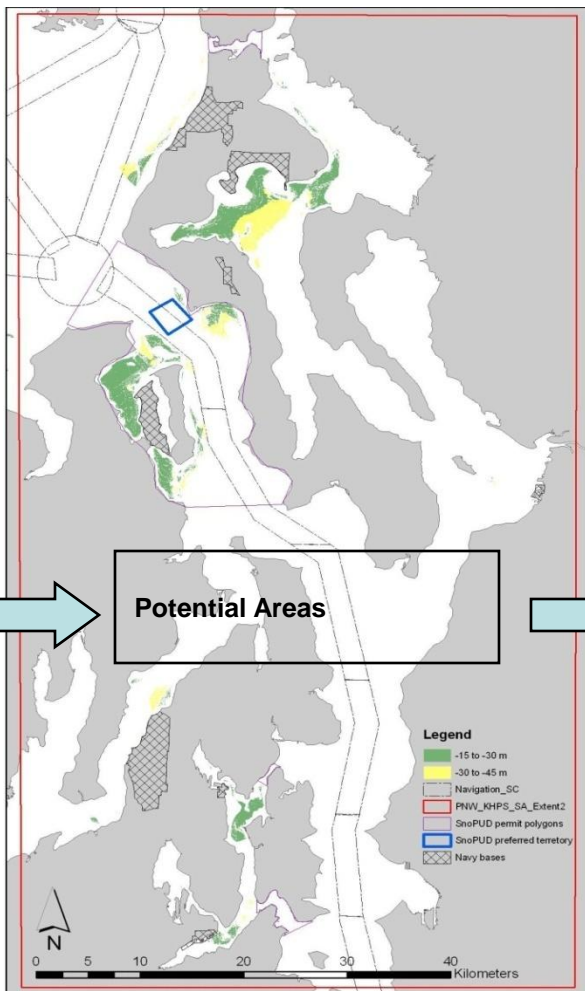 Potential Areas
Legend
-15 to -30 m
-30 to -45 m
Navigation_SC
PNW_KHPS_SA_Extent2
SnoPUD permit polygons
SnoPUD preferred territory
Navy bases
N
0 5 10 20 30 40
Kilometers